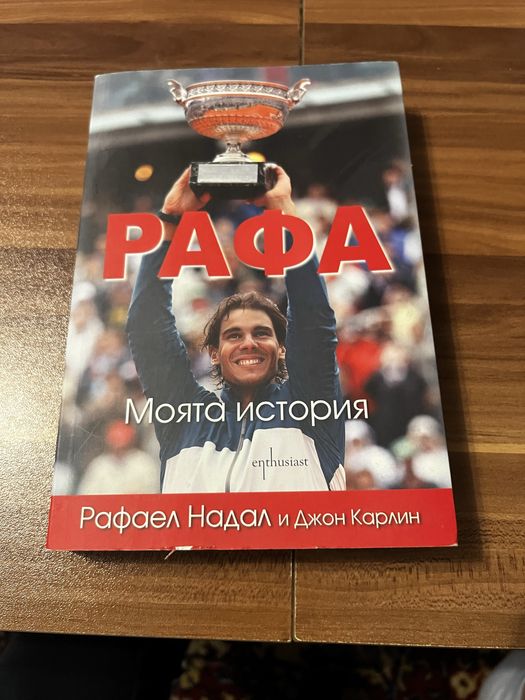 РАФА
Моята история
enthusiast
Рафаел Надал и Джон Карлин